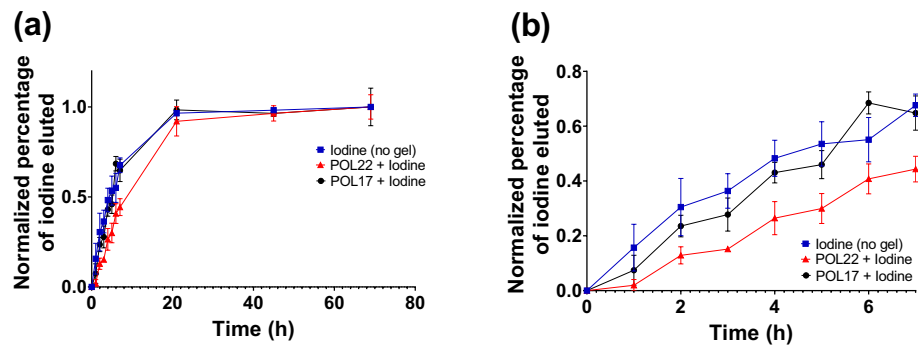 (a)
Normalized percentage
of iodine eluted
1.0
0.5
0.0
0
20
40
60
80
Time (h)
Iodine (no gel)
POL22 + Iodine
POL17 + Iodine
(b)
Normalized percentage
of iodine eluted
0.8
0.6
0.4
0.2
0.0
0
2
4
6
Time (h)
Iodine (no gel)
POL22 + Iodine
POL17 + Iodine